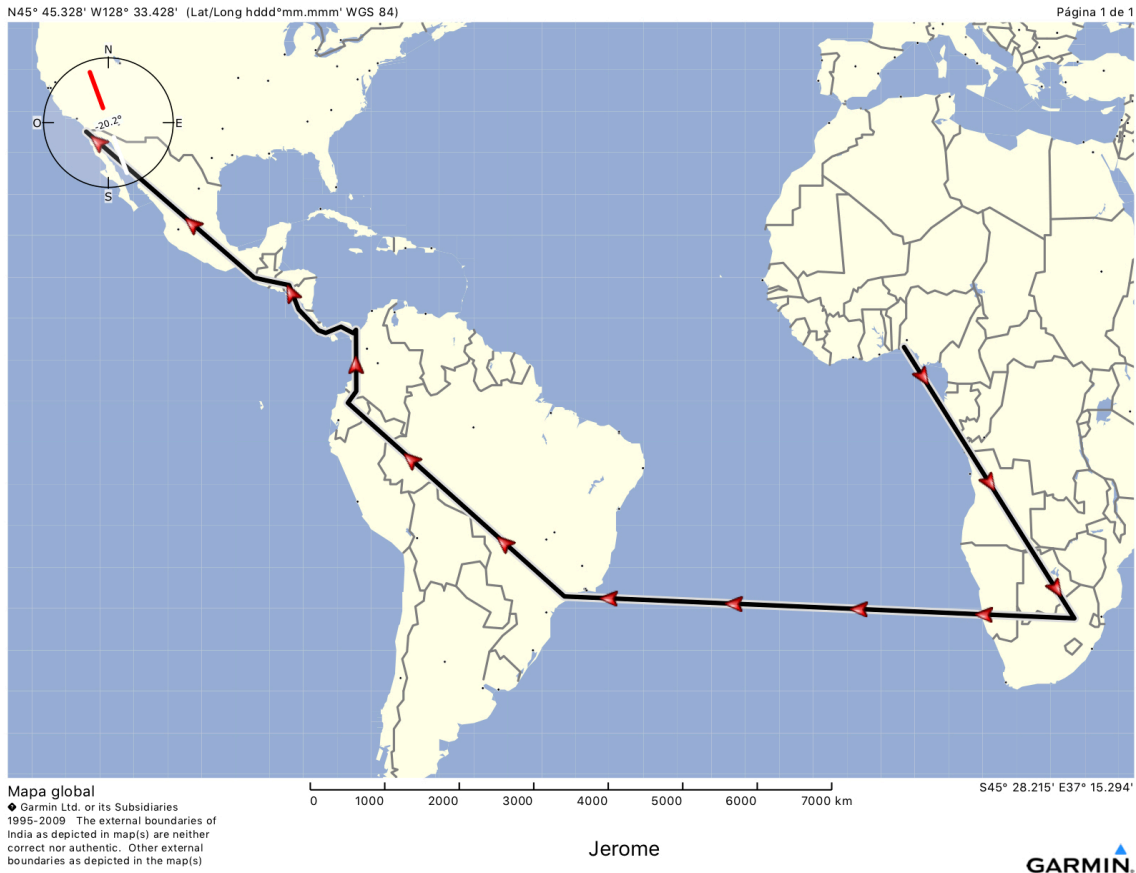 N45° 45.328' W128° 33.428'  (Lat/Long hddd°mm.mmm' WGS 84)
Página 1 de 1
N
-20.2°
O
E
S
Mapa global
� Garmin Ltd. or its Subsidiaries
1995-2009   The external boundaries of
India as depicted in map(s) are neither
correct nor authentic.  Other external
boundaries as depicted in the map(s)
0 1000 2000 3000 4000 5000 6000 7000 km
S45° 28.215' E37° 15.294'
Jerome
GARMIN.